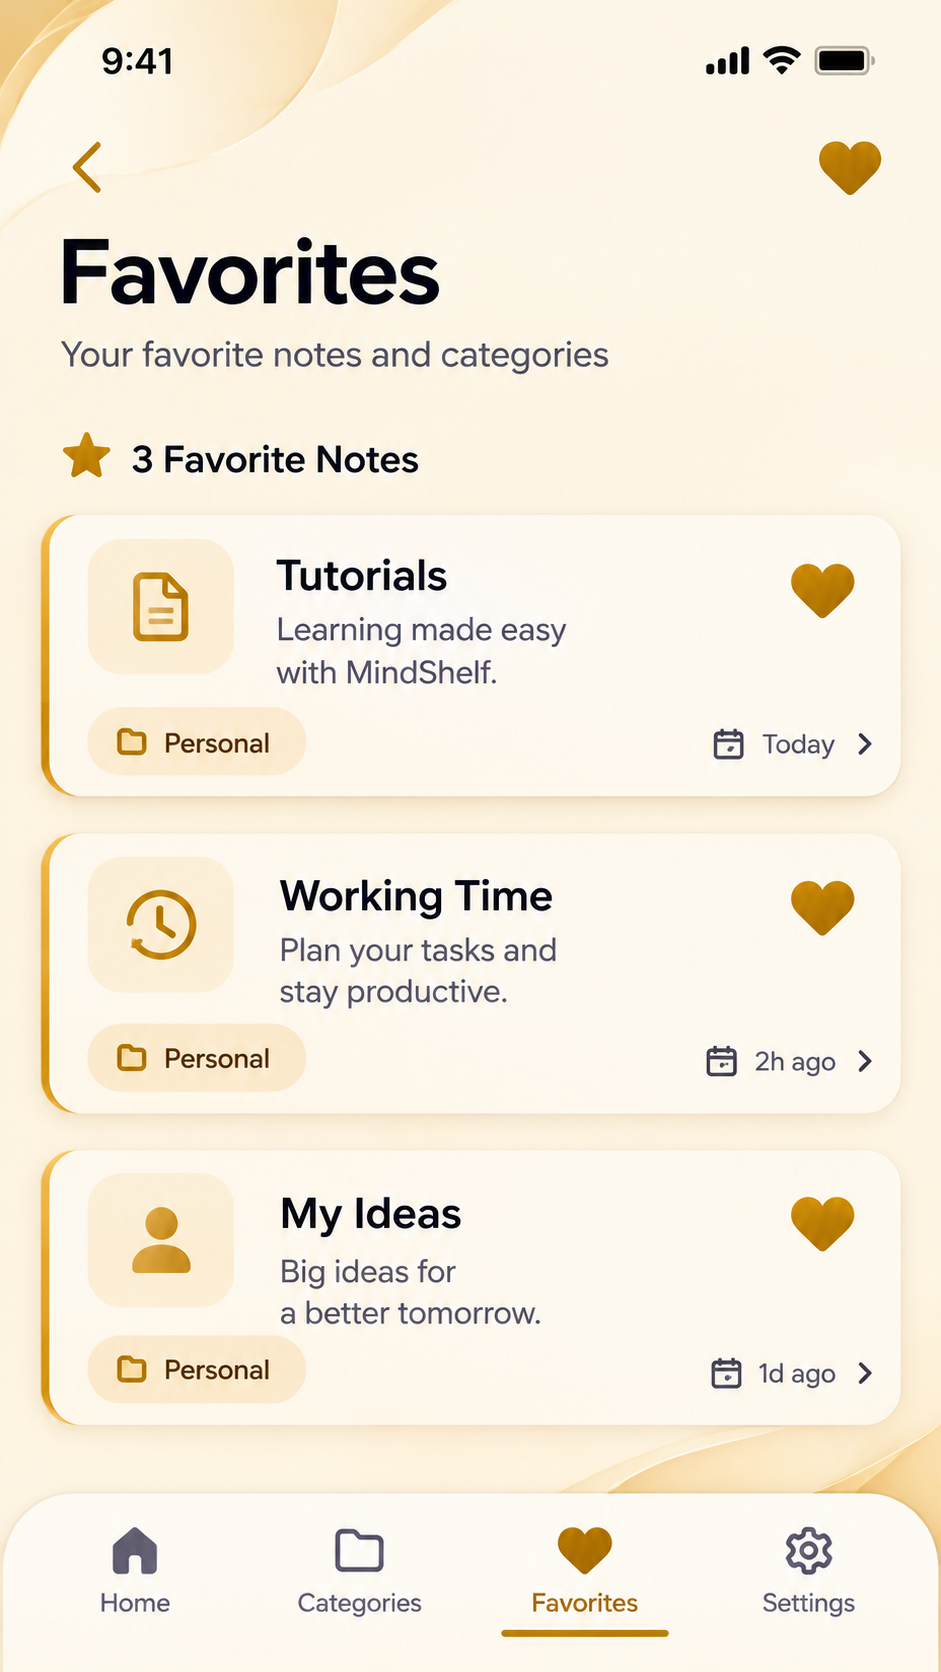 9:41
Favorites
Your favorite notes and categories
3 Favorite Notes
Tutorials
Learning made easy
with MindShelf.
Personal
Today
Working Time
Plan your tasks and
stay productive.
Personal
2h ago
My Ideas
Big ideas for
a better tomorrow.
Personal
1d ago
Home
Categories
Favorites
Settings